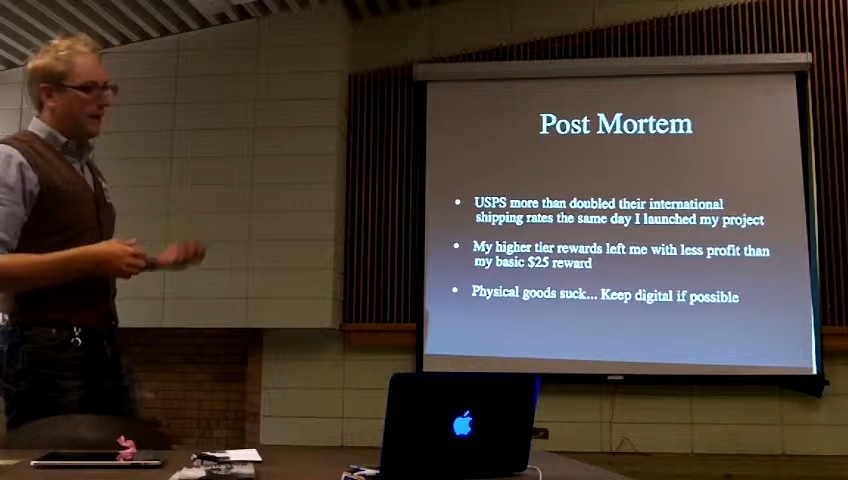 Post Mortem
USPS more than doubled their international
shipping rates the same day I launched my project
My higher tier rewards left me with less profit than
my basic $25 reward
Physical goods suck... Keep digital if possible